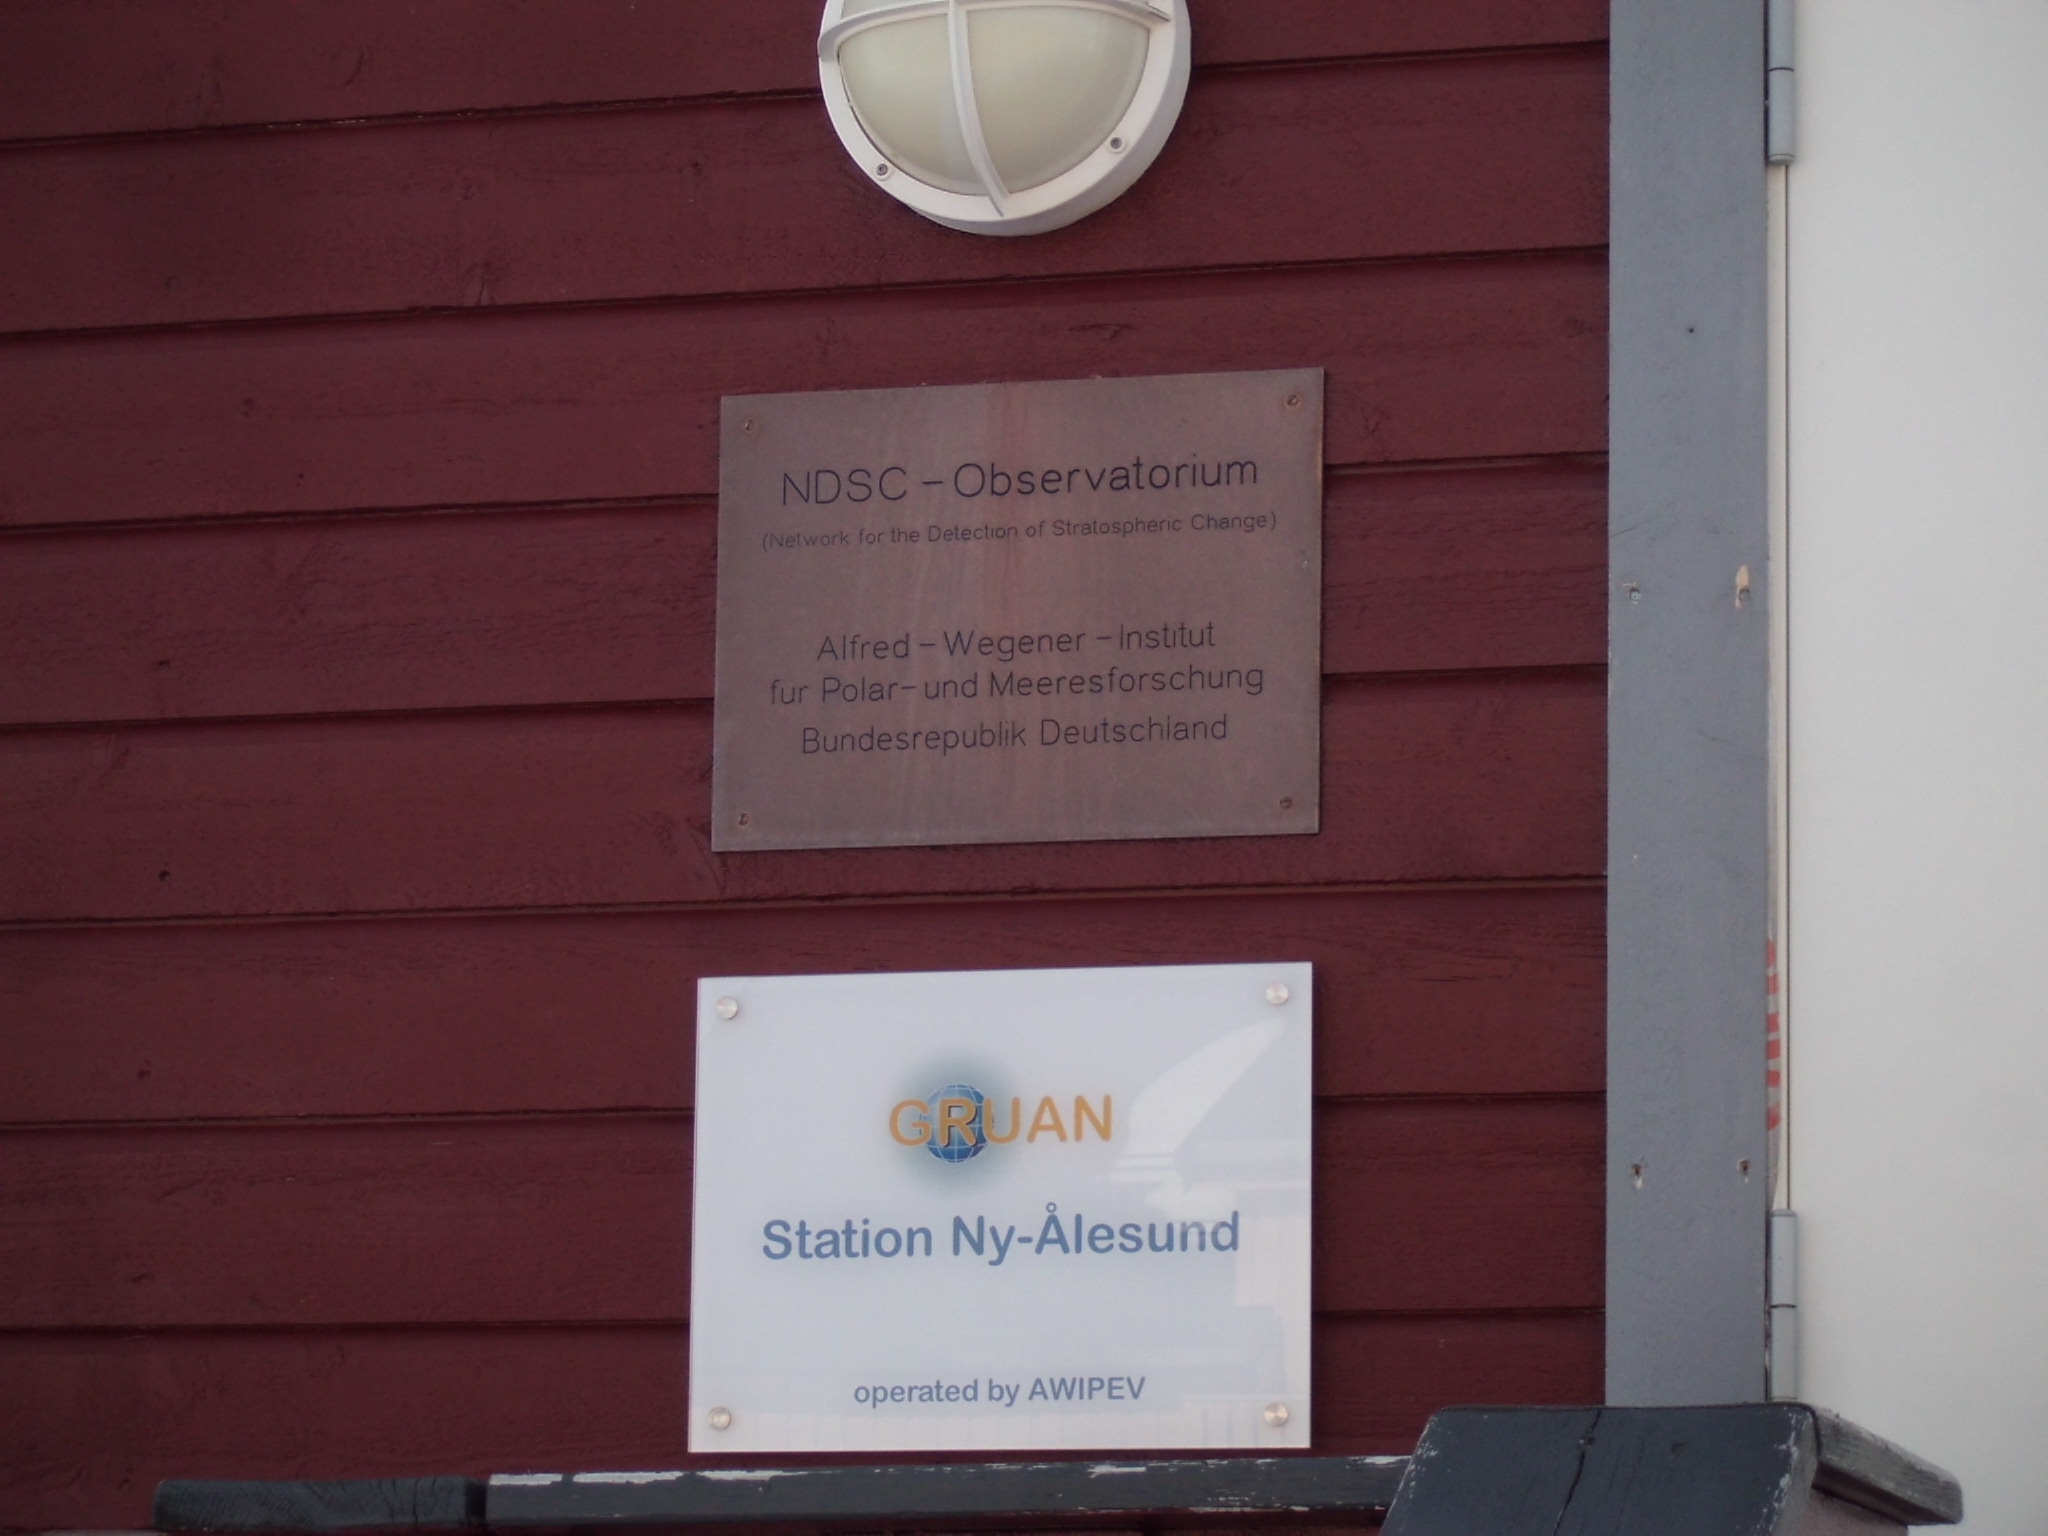 NDSC - Observatorium
(Network for the Detection of Stratospheric Change)
Alfred - Wegener - Institut
fur Polar- und Meeresforschung
Bundesrepublik Deutschland
GRUAN
Station Ny-Ålesund
operated by AWIPEV